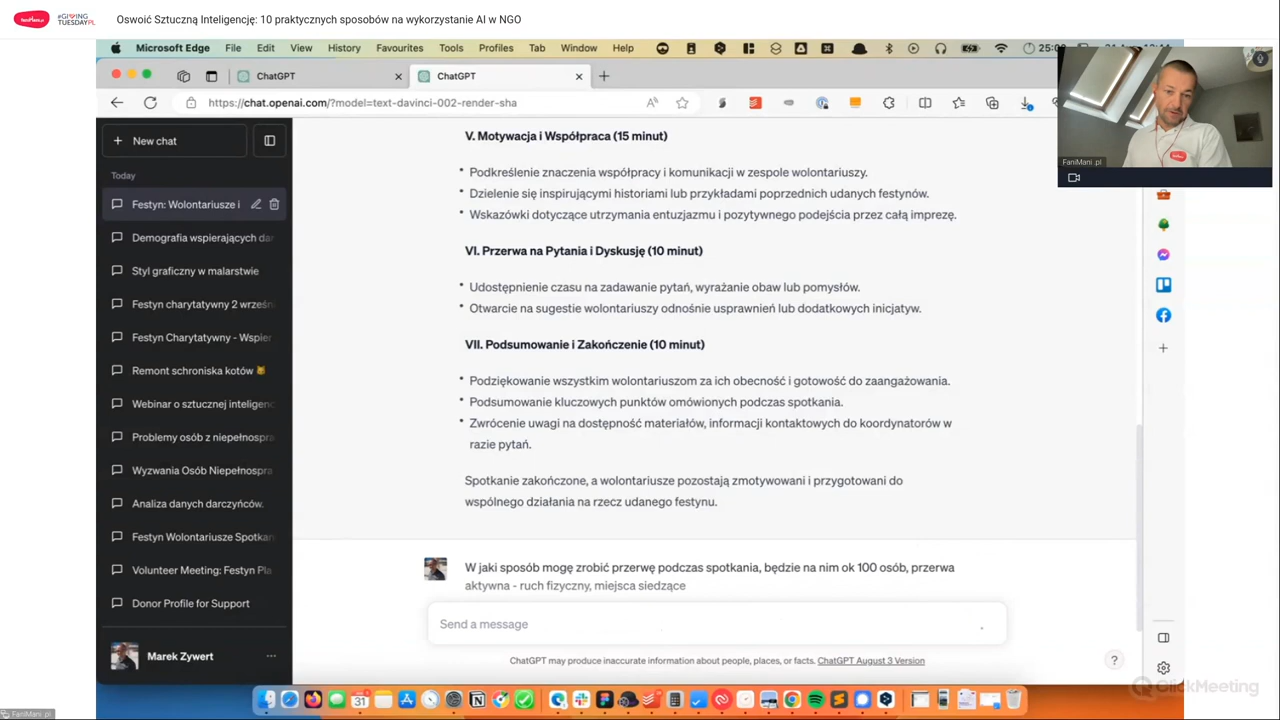 faniMani.pl
#GIVING
TUESDAYPL
Oswoić Sztuczną Inteligencję: 10 praktycznych sposobów na wykorzystanie AI w NGO
Microsoft Edge File Edit View History Favourites Tools Profiles Tab Window Help
ChatGPT
ChatGPT
https://chat.openai.com/?model=text-davinci-002-render-sha
FaniMani .pl
New chat
Today
Festyn: Wolontariusze i
Demografia wspierających da
Styl graficzny w malarstwie
Festyn charytatywny 2 wrześn
Festyn Charytatywny - Wspier
Remont schroniska kotów
Webinar o sztucznej inteligenc
Problemy osób z niepełnospra
Wyzwania Osób Niepełnospra
Analiza danych darczyńców.
Festyn Wolontariusze Spotkan
Volunteer Meeting: Festyn Pla
Donor Profile for Support
Marek Zywert
V. Motywacja i Współpraca (15 minut)
• Podkreślenie znaczenia współpracy i komunikacji w zespole wolontariuszy.
• Dzielenie się inspirującymi historiami lub przykładami poprzednich udanych festynów.
• Wskazówki dotyczące utrzymania entuzjazmu i pozytywnego podejścia przez całą imprezę.
VI. Przerwa na Pytania i Dyskusję (10 minut)
• Udostępnienie czasu na zadawanie pytań, wyrażanie obaw lub pomysłów.
• Otwarcie na sugestie wolontariuszy odnośnie usprawnień lub dodatkowych inicjatyw.
VII. Podsumowanie i Zakończenie (10 minut)
• Podziękowanie wszystkim wolontariuszom za ich obecność i gotowość do zaangażowania.
• Podsumowanie kluczowych punktów omówionych podczas spotkania.
• Zwrócenie uwagi na dostępność materiałów, informacji kontaktowych do koordynatorów w
razie pytań.
Spotkanie zakończone, a wolontariusze pozostają zmotywowani i przygotowani do
wspólnego działania na rzecz udanego festynu.
W jaki sposób mogę zrobić przerwę podczas spotkania, będzie na nim ok 100 osób, przerwa
aktywna - ruch fizyczny, miejsca siedzące
Send a message
ChatGPT may produce inaccurate information about people, places, or facts. ChatGPT August 3 Version
?
ClickMeeting
FaniMani .pl